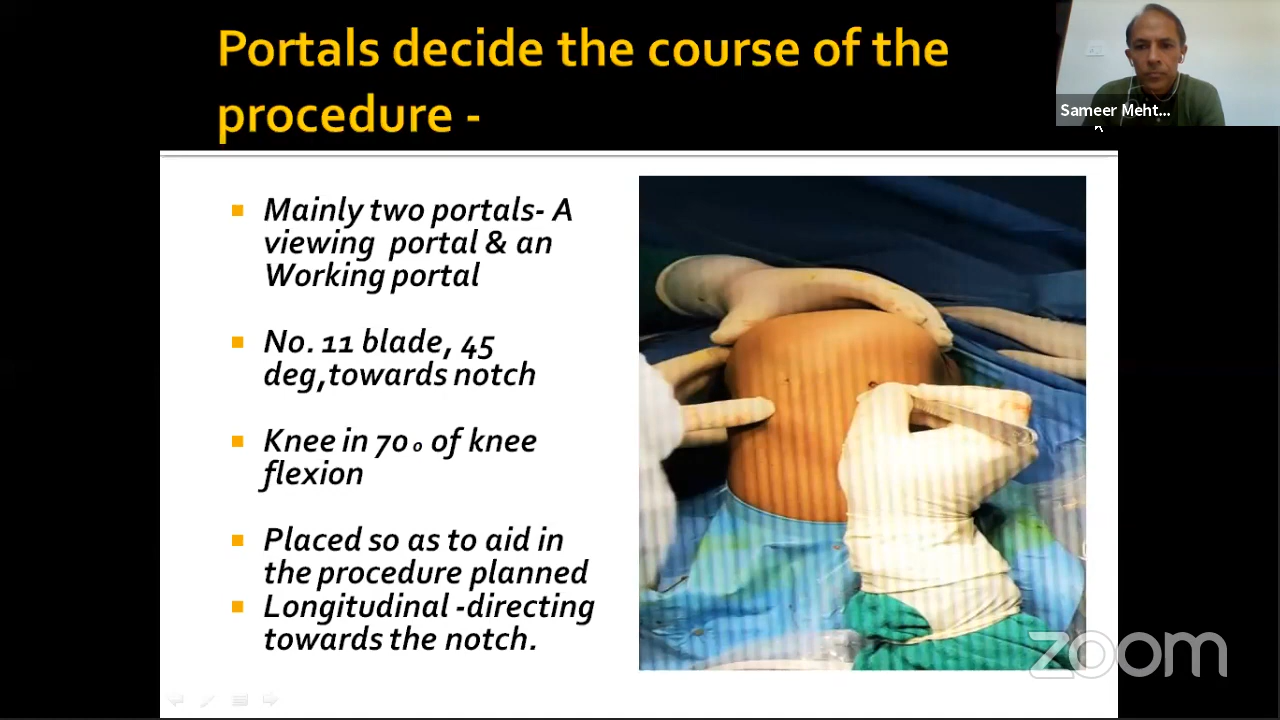 Portals decide the course of the
procedure -
Sameer Meht...
Mainly two portals- A
viewing portal & an
Working portal
No. 11 blade, 45
deg,towards notch
Knee in 70o of knee
flexion
Placed so as to aid in
the procedure planned
Longitudinal -directing
towards the notch.
zoom